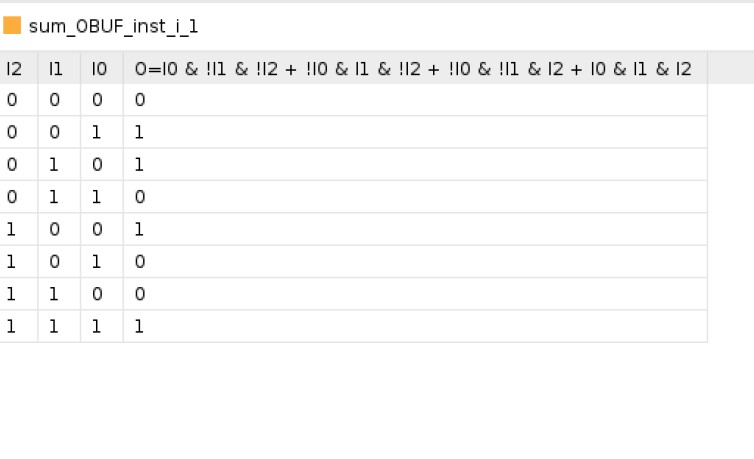 sum_OBUF_inst_i_1
I2 I1 I0 O=I0 & !I1 & !I2 + !I0 & I1 & !I2 + !I0 & !I1 & I2 + I0 & I1 & I2
0 0 0 0
0 0 1 1
0 1 0 1
0 1 1 0
1 0 0 1
1 0 1 0
1 1 0 0
1 1 1 1